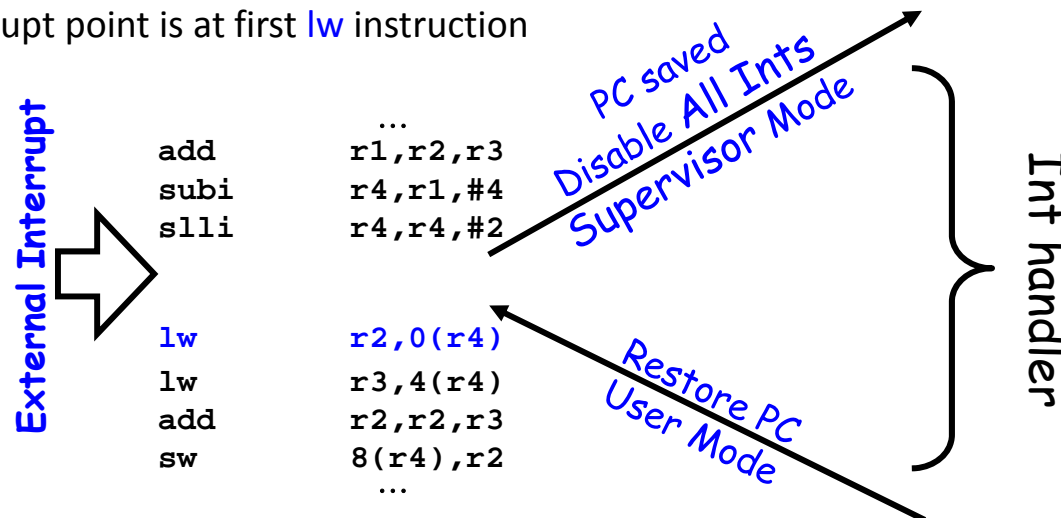 upt point is at first lw instruction
External Interrupt
...
add r1,r2,r3
subi r4,r1,#4
slli r4,r4,#2
lw r2,0(r4)
lw r3,4(r4)
add r2,r2,r3
sw 8(r4),r2
...
PC saved
Disable All Ints
Supervisor Mode
Restore PC
User Mode
Int handler